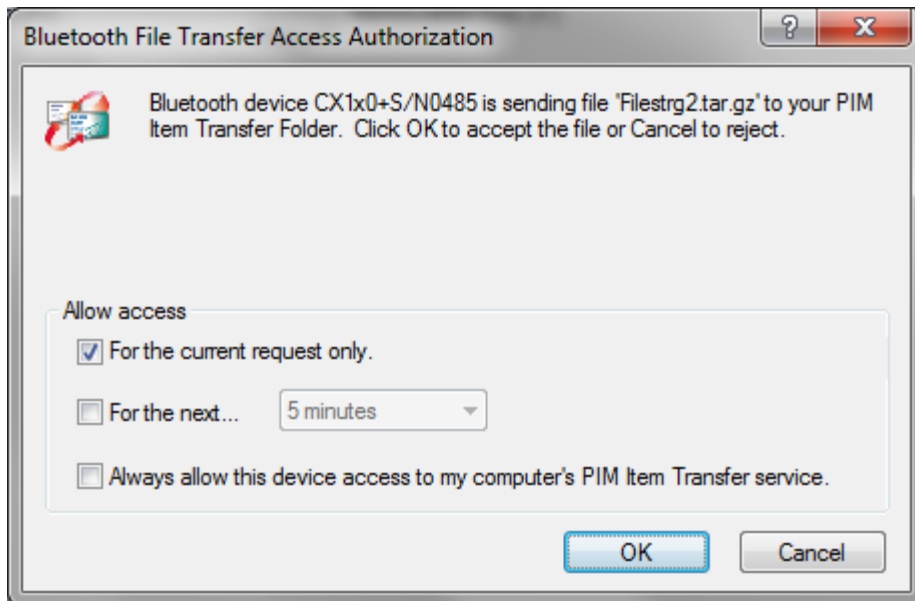 Bluetooth File Transfer Access Authorization
Bluetooth device CX1x0+S/N0485 is sending file 'Filestrg2.tar.gz' to your PIM
Item Transfer Folder. Click OK to accept the file or Cancel to reject.
Allow access
For the current request only.
For the next... 5 minutes
Always allow this device access to my computer's PIM Item Transfer service.
OK Cancel